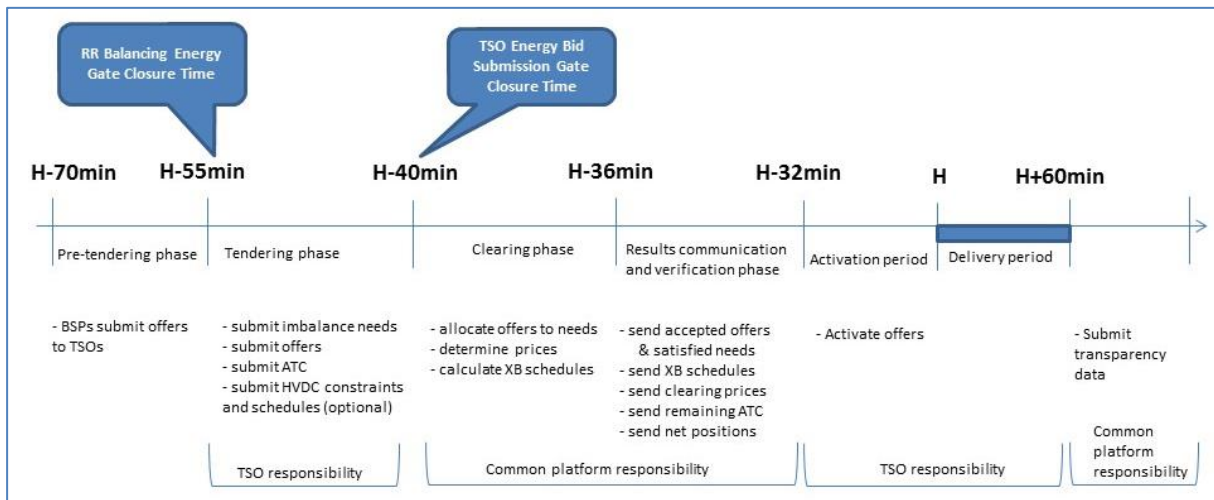 RR Balancing Energy
Gate Closure Time
TSO Energy Bid
Submission Gate
Closure Time
H-70min
H-55min
H-40min
H-36min
H-32min
H
H+60min
Pre-tendering phase
Tendering phase
Clearing phase
Results communication
and verification phase
Activation period
Delivery period
- BSPs submit offers
to TSOs
- submit imbalance needs
- submit offers
- submit ATC
- submit HVDC constraints
and schedules (optional)
- allocate offers to needs
- determine prices
- calculate XB schedules
- send accepted offers
& satisfied needs
- send XB schedules
- send clearing prices
- send remaining ATC
- send net positions
- Activate offers
- Submit
transparency
data
TSO responsibility
Common platform responsibility
TSO responsibility
Common
platform
responsibility